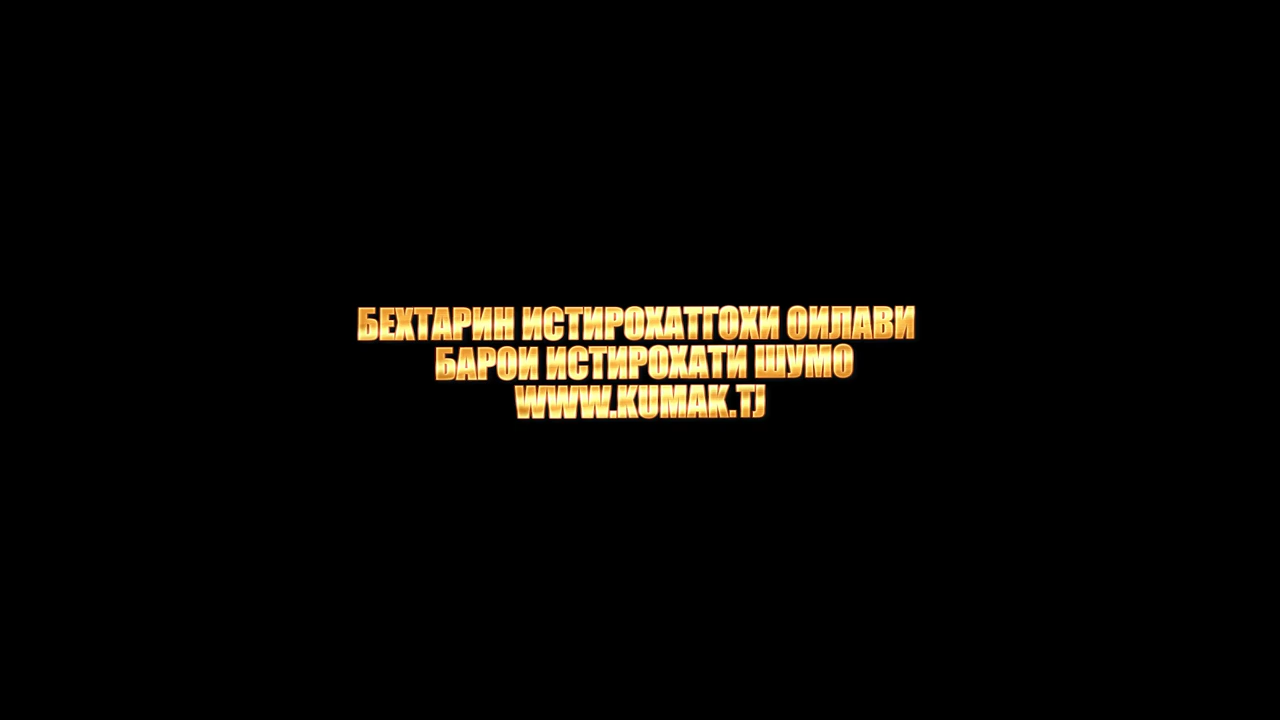 БЕХТАРИН ИСТИРОХАТГОХИ ОИЛАВИ
БАРОИ ИСТИРОХАТИ ШУМО
WWW.KUMAK.TJ